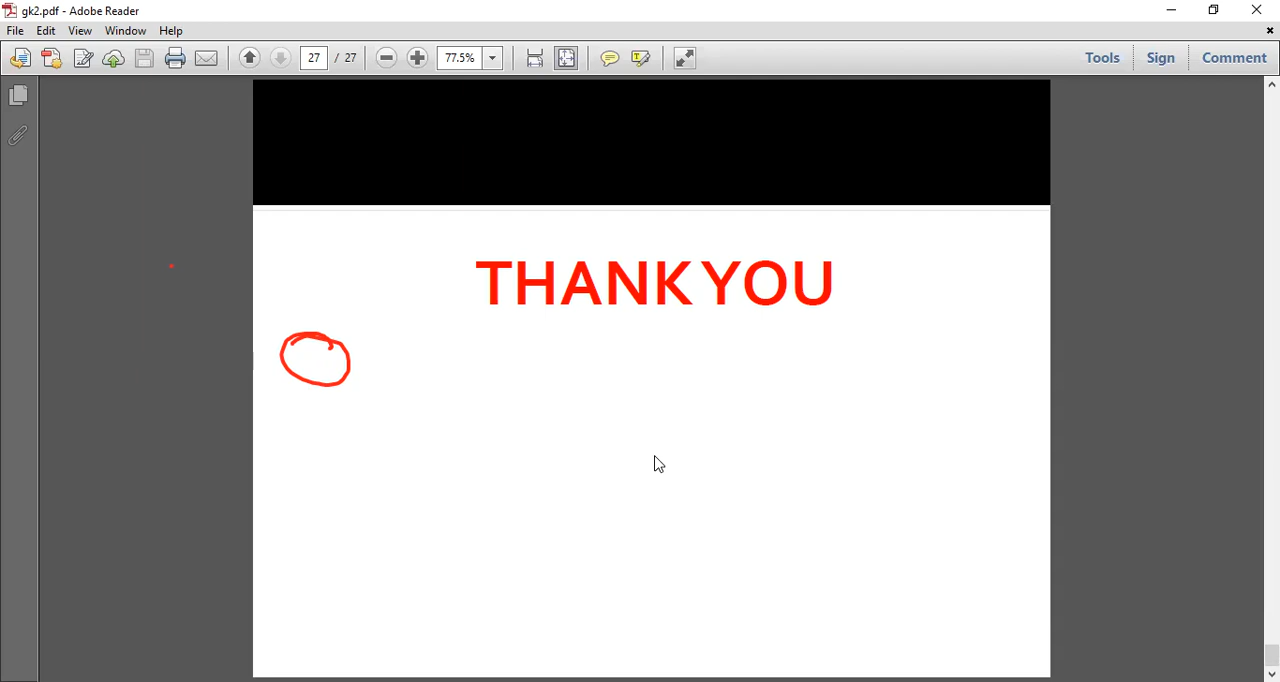 gk2.pdf - Adobe Reader
File Edit View Window Help
27 / 27 77.5% Tools Sign Comment
THANK YOU